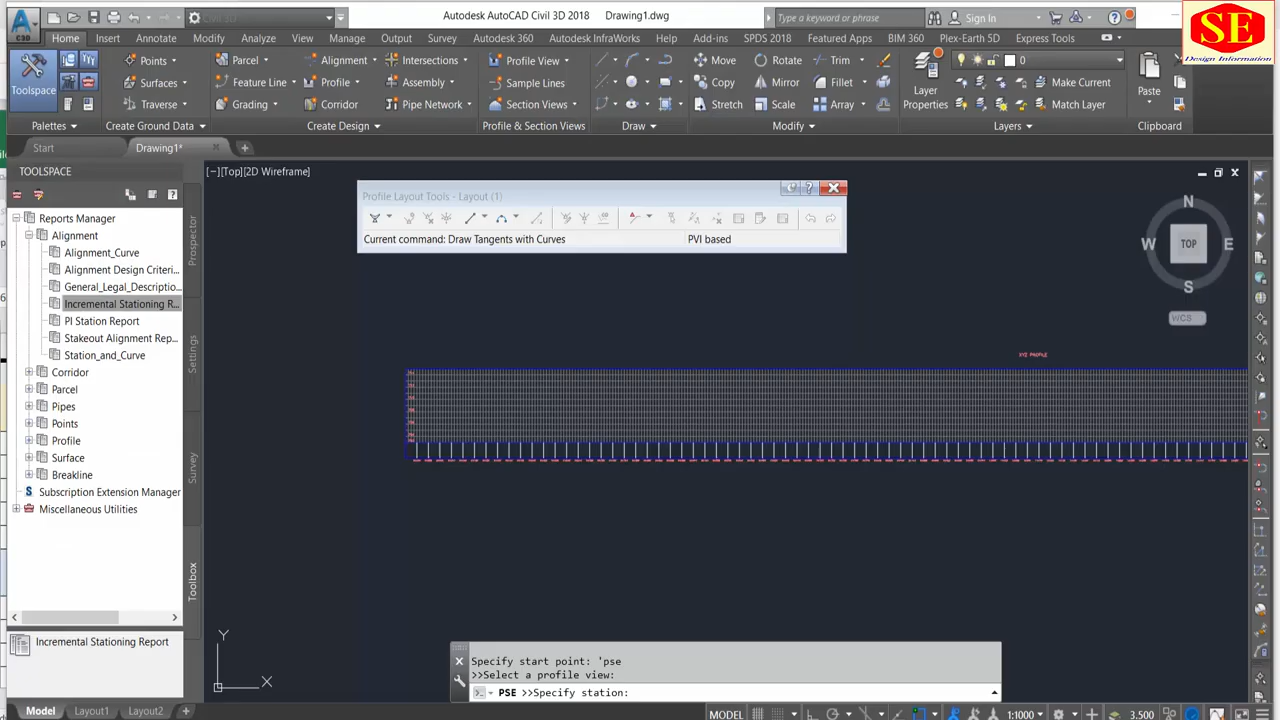 Civil 3D
Autodesk AutoCAD Civil 3D 2018 Drawing1.dwg
Type a keyword or phrase
Sign In
SE
Design Information
C3D
Home Insert Annotate Modify Analyze View Manage Output Survey Autodesk 360 Autodesk InfraWorks Help Add-ins SPDS 2018 Featured Apps BIM 360 Plex-Earth 5D Express Tools
Points Parcel Alignment Intersections Profile View Move Rotate Trim 0
Surfaces Feature Line Profile Assembly Sample Lines Copy Mirror Fillet Make Current
Toolspace Layer Properties Paste
Traverse Grading Corridor Pipe Network Section Views Stretch Scale Array Match Layer
Palettes Create Ground Data Create Design Profile & Section Views Draw Modify Layers Clipboard
Start Drawing1*
TOOLSPACE
[−][Top][2D Wireframe]
Profile Layout Tools - Layout (1)
Current command: Draw Tangents with Curves PVI based
N
W TOP E
S
WCS
Reports Manager
Alignment
Alignment_Curve
Alignment Design Criteri...
General_Legal_Descriptio...
Incremental Stationing R...
PI Station Report
Stakeout Alignment Rep...
Station_and_Curve
Corridor
Parcel
Pipes
Points
Profile
Surface
Breakline
Subscription Extension Manager
Miscellaneous Utilities
Incremental Stationing Report
Prospector
Settings
Survey
Toolbox
XYZ PROFILE
Y
X
Specify start point: 'pse
>>Select a profile view:
PSE >>Specify station:
Model Layout1 Layout2
MODEL 1:1000 3.500